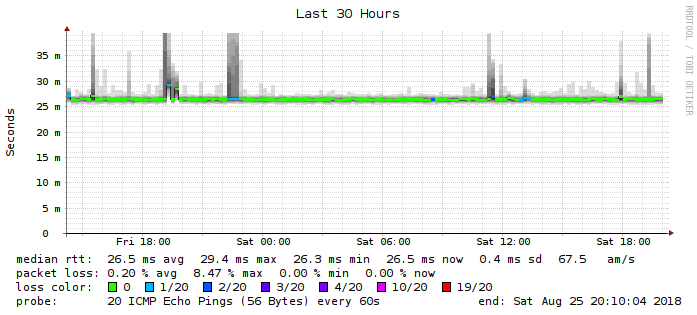 Last 30 Hours
RRDTOOL / TOBI OETIKER
Seconds
35 m
30 m
25 m
20 m
15 m
10 m
5 m
0
Fri 18:00 Sat 00:00 Sat 06:00 Sat 12:00 Sat 18:00
median rtt: 26.5 ms avg 29.4 ms max 26.3 ms min 26.5 ms now 0.4 ms sd 67.5 am/s
packet loss: 0.20 % avg 8.47 % max 0.00 % min 0.00 % now
loss color: 0 1/20 2/20 3/20 4/20 10/20 19/20
probe: 20 ICMP Echo Pings (56 Bytes) every 60s end: Sat Aug 25 20:10:04 2018